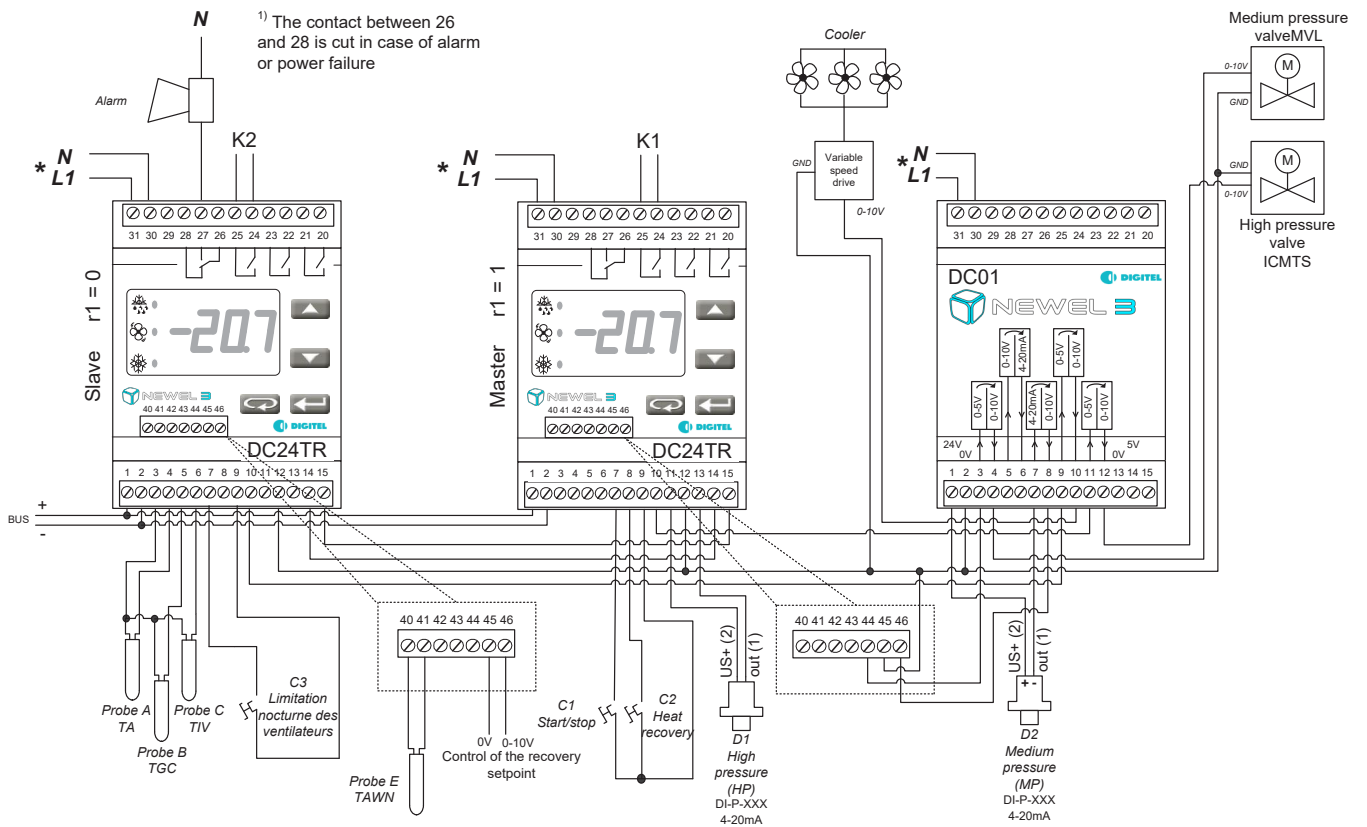 N
1) The contact between 26
and 28 is cut in case of alarm
or power failure
Alarm
Cooler
Medium pressure
valveMVL
0-10V
M
GND
GND
M
0-10V
High pressure
valve
ICMTS
GND
Variable
speed
drive
0-10V
* N
L1
K2
* N
L1
K1
* N
L1
31 30 29 28 27 26 25 24 23 22 21 20
31 30 29 28 27 26 25 24 23 22 21 20
31 30 29 28 27 26 25 24 23 22 21 20
Slave r1 = 0
-20.7
NEWEL 3
40 41 42 43 44 45 46
DIGITEL
DC24TR
1 2 3 4 5 6 7 8 9 10 11 12 13 14 15
Master r1 = 1
-20.7
NEWEL 3
40 41 42 43 44 45 46
DIGITEL
DC24TR
1 2 3 4 5 6 7 8 9 10 11 12 13 14 15
DC01
DIGITEL
NEWEL 3
0-5V
0-10V
0-10V
4-20mA
4-20mA
0-10V
0-5V
0-10V
0-5V
0-10V
24V
0V
5V
0V
1 2 3 4 5 6 7 8 9 10 11 12 13 14 15
+
BUS
-
Probe A
TA
Probe B
TGC
Probe C
TIV
C3
Limitation
nocturne des
ventilateurs
40 41 42 43 44 45 46
0V 0-10V
Control of the recovery
setpoint
Probe E
TAWN
C1
Start/stop
C2
Heat
recovery
US+ (2)
out (1)
D1
High
pressure
(HP)
DI-P-XXX
4-20mA
40 41 42 43 44 45 46
US+ (2)
out (1)
+ -
D2
Medium
pressure
(MP)
DI-P-XXX
4-20mA